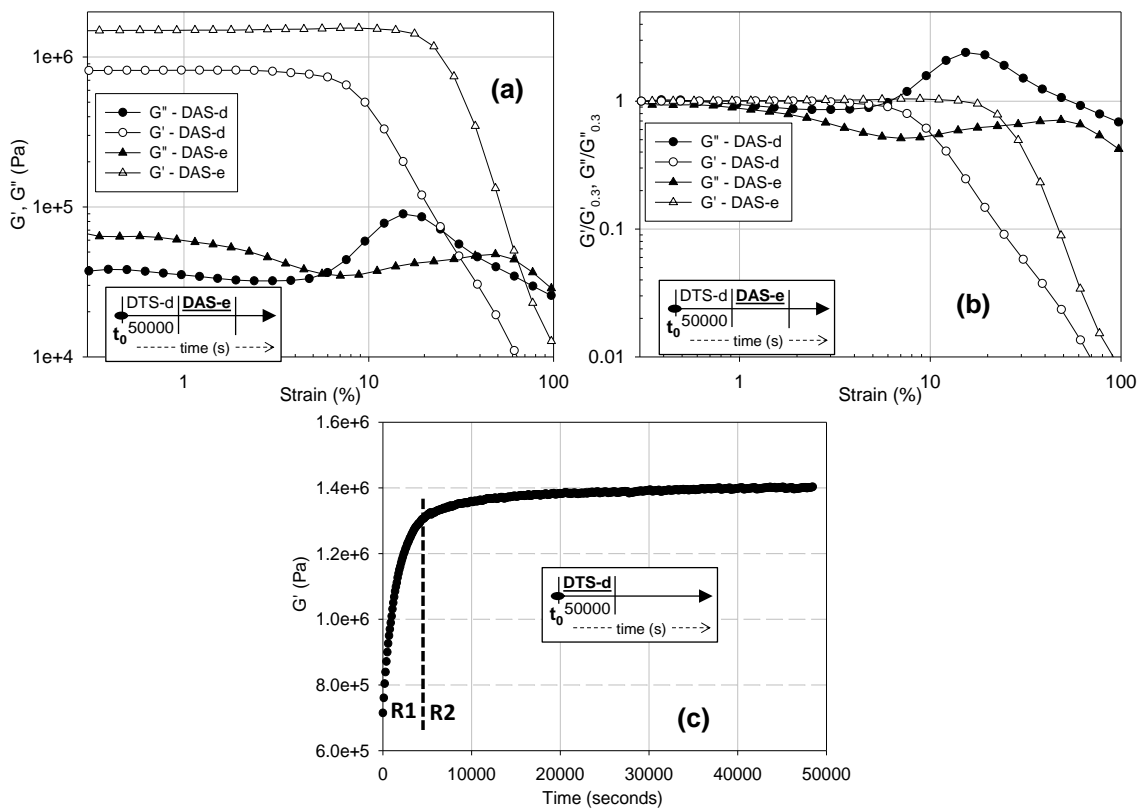 1e+6
1e+5
1e+4
G', G" (Pa)
(a)
G" - DAS-d
G' - DAS-d
G" - DAS-e
G' - DAS-e
DTS-d DAS-e
t0 50000
time (s)
1 10 100
Strain (%)
1
0.1
0.01
G'/G'0.3, G"/G"0.3
G" - DAS-d
G' - DAS-d
G" - DAS-e
G' - DAS-e
(b)
DTS-d DAS-e
t0 50000
time (s)
1 10 100
Strain (%)
1.6e+6
1.4e+6
1.2e+6
1.0e+6
8.0e+5
6.0e+5
G' (Pa)
DTS-d
t0 50000
time (s)
R1 R2
(c)
0 10000 20000 30000 40000 50000
Time (seconds)